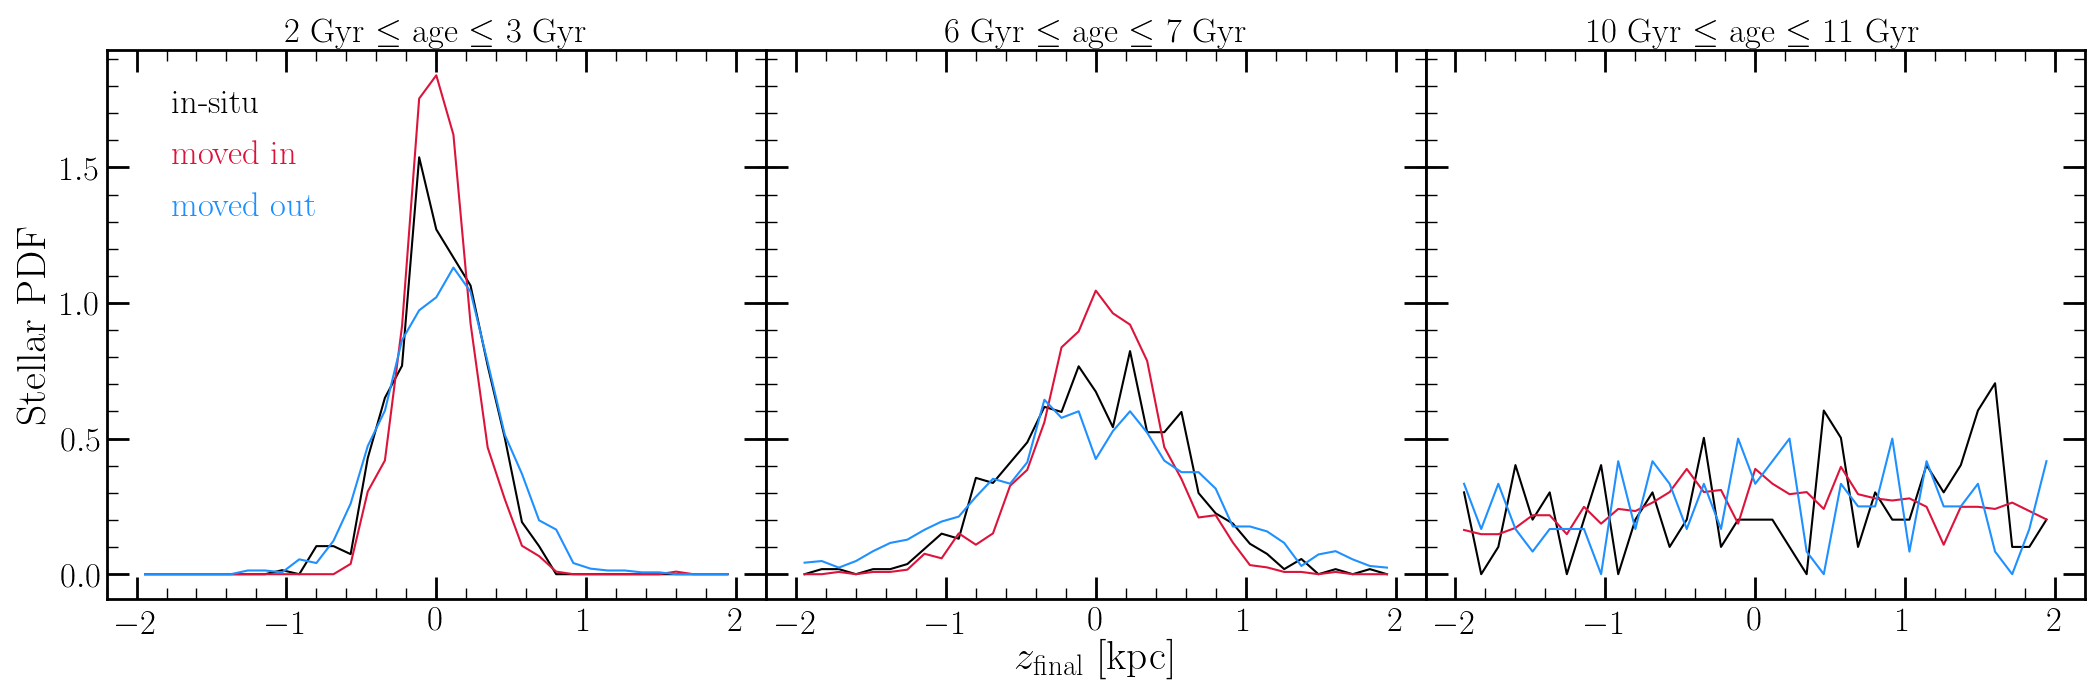 2 Gyr ≤ age ≤ 3 Gyr
6 Gyr ≤ age ≤ 7 Gyr
10 Gyr ≤ age ≤ 11 Gyr
in-situ
moved in
moved out
Stellar PDF
1.5
1.0
0.5
0.0
−2 −1 0 1 2
−2 −1 0 1 2
−2 −1 0 1 2
z_final [kpc]